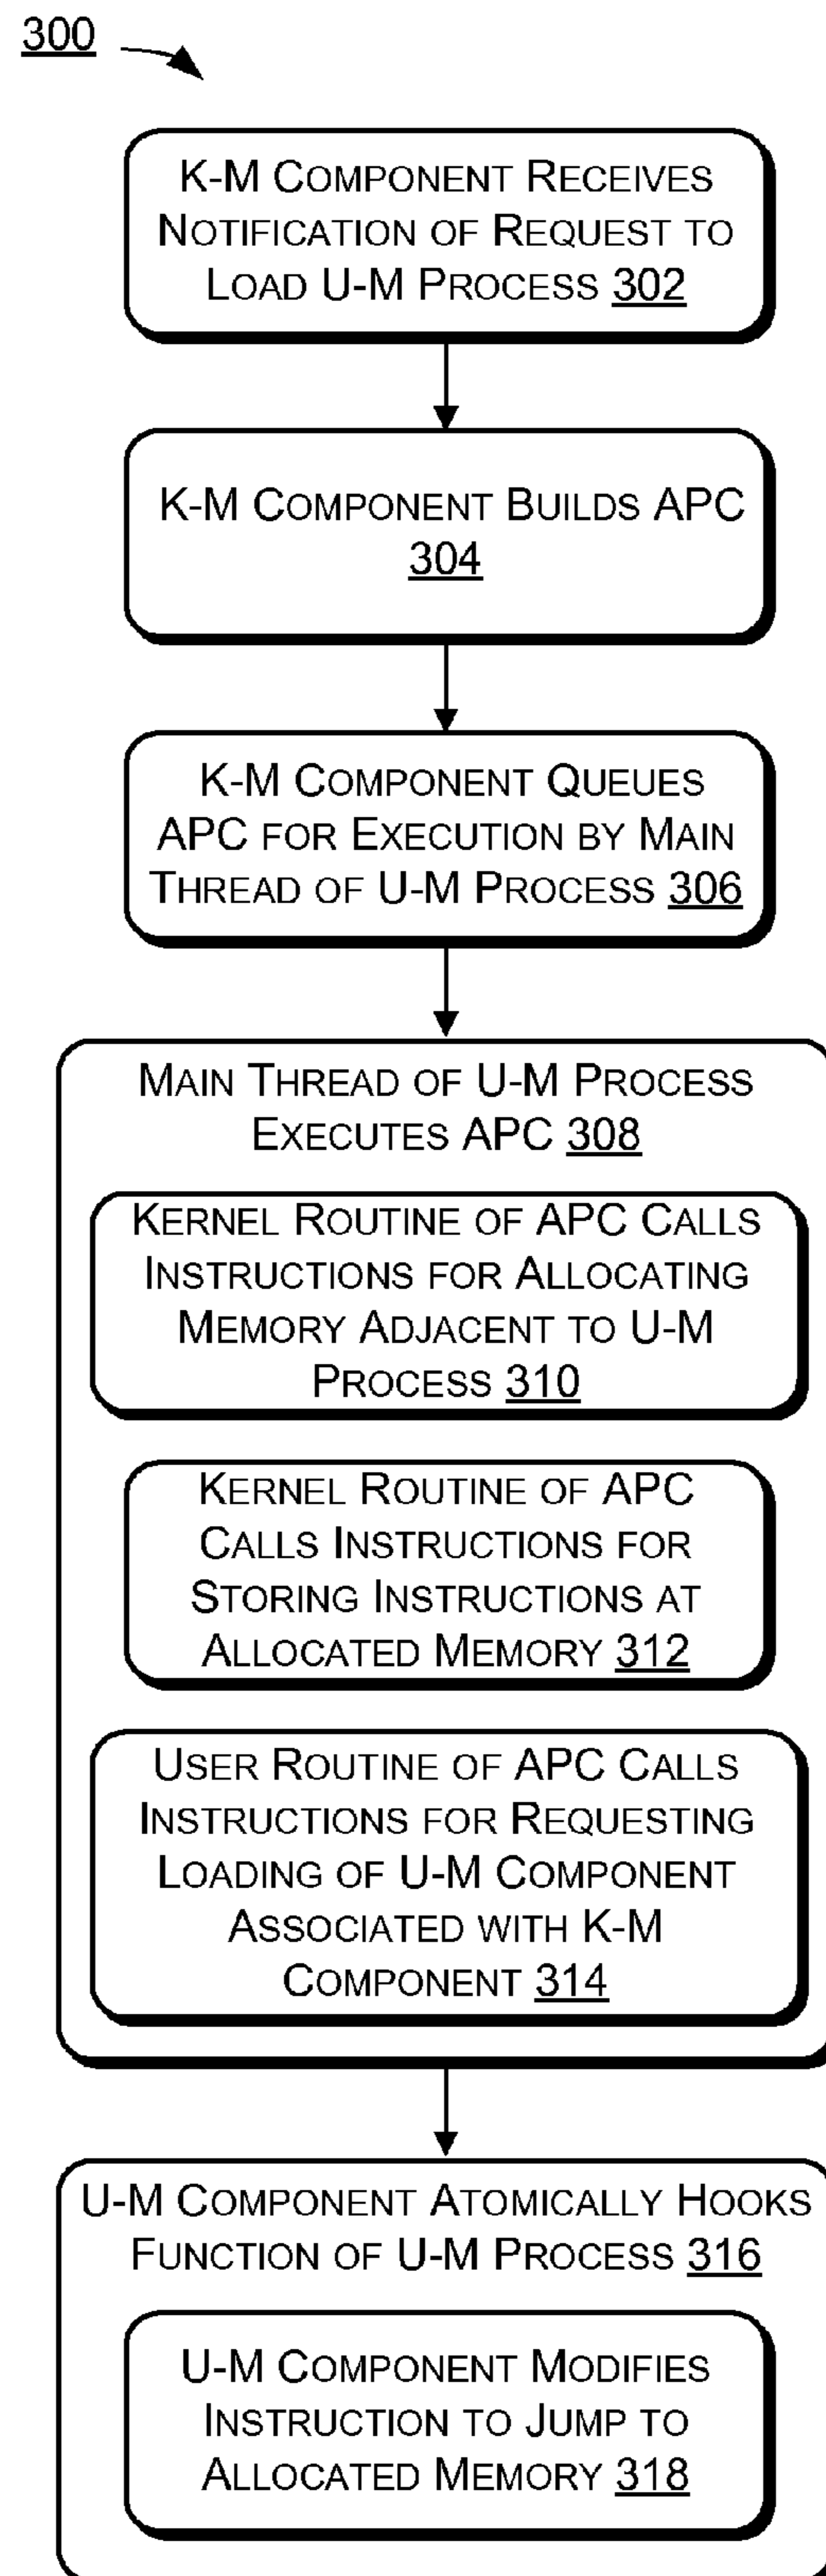 300
K-M COMPONENT RECEIVES
NOTIFICATION OF REQUEST TO
LOAD U-M PROCESS 302
K-M COMPONENT BUILDS APC
304
K-M COMPONENT QUEUES
APC FOR EXECUTION BY MAIN
THREAD OF U-M PROCESS 306
MAIN THREAD OF U-M PROCESS
EXECUTES APC 308
KERNEL ROUTINE OF APC CALLS
INSTRUCTIONS FOR ALLOCATING
MEMORY ADJACENT TO U-M
PROCESS 310
KERNEL ROUTINE OF APC
CALLS INSTRUCTIONS FOR
STORING INSTRUCTIONS AT
ALLOCATED MEMORY 312
USER ROUTINE OF APC CALLS
INSTRUCTIONS FOR REQUESTING
LOADING OF U-M COMPONENT
ASSOCIATED WITH K-M
COMPONENT 314
U-M COMPONENT ATOMICALLY HOOKS
FUNCTION OF U-M PROCESS 316
U-M COMPONENT MODIFIES
INSTRUCTION TO JUMP TO
ALLOCATED MEMORY 318